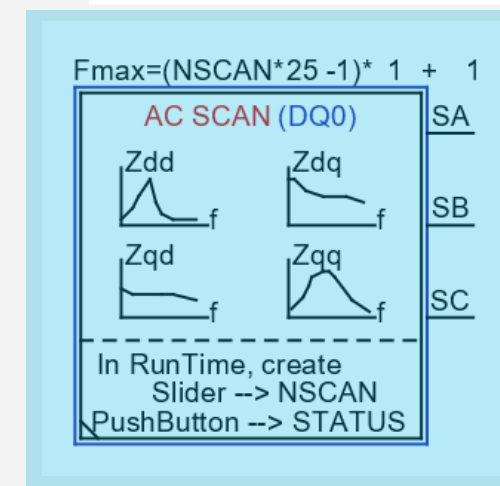 Fmax=(NSCAN*25 -1)* 1 + 1
AC SCAN (DQ0)
SA
Zdd
Zdq
f
f
SB
Zqd
Zqq
f
f
SC
In RunTime, create
Slider --> NSCAN
PushButton --> STATUS